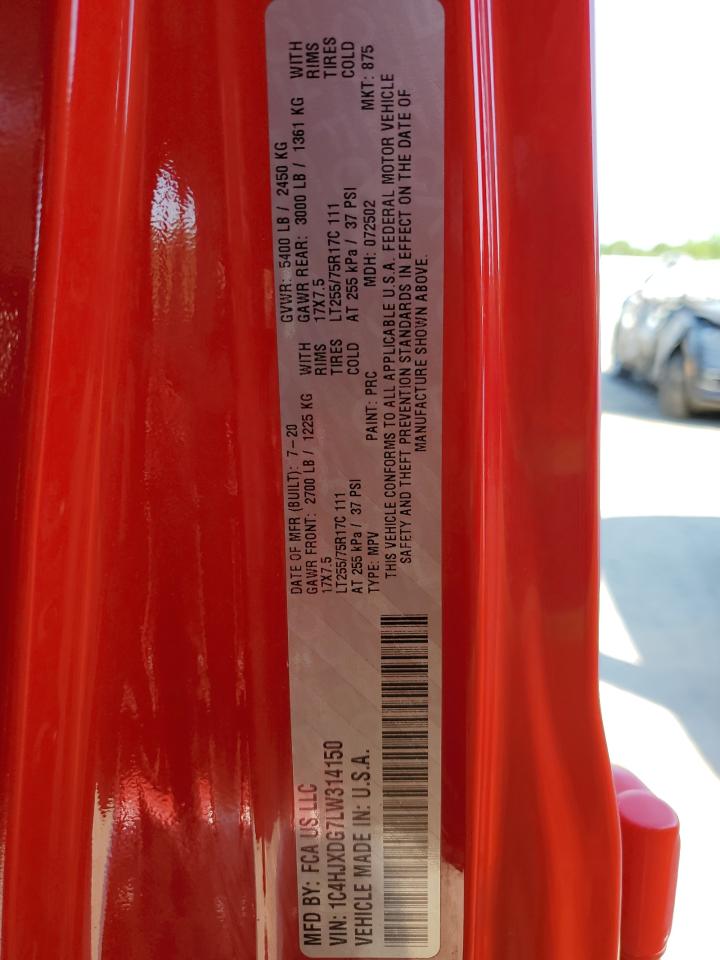 MFD BY: FCA US LLC
VIN: 1C4HJXDG7LW314150
VEHICLE MADE IN: U.S.A.
DATE OF MFR (BUILT): 7-20 GVWR: 5400 LB / 2450 KG
GAWR FRONT: 2700 LB / 1225 KG WITH GAWR REAR: 3000 LB / 1361 KG WITH
17X7.5 RIMS 17X7.5 RIMS
LT255/75R17C 111 TIRES LT255/75R17C 111 TIRES
AT 255 kPa / 37 PSI COLD AT 255 kPa / 37 PSI COLD
TYPE: MPV PAINT: PRC MDH: 072502 MKT: 875
THIS VEHICLE CONFORMS TO ALL APPLICABLE U.S.A. FEDERAL MOTOR VEHICLE
SAFETY AND THEFT PREVENTION STANDARDS IN EFFECT ON THE DATE OF
MANUFACTURE SHOWN ABOVE.